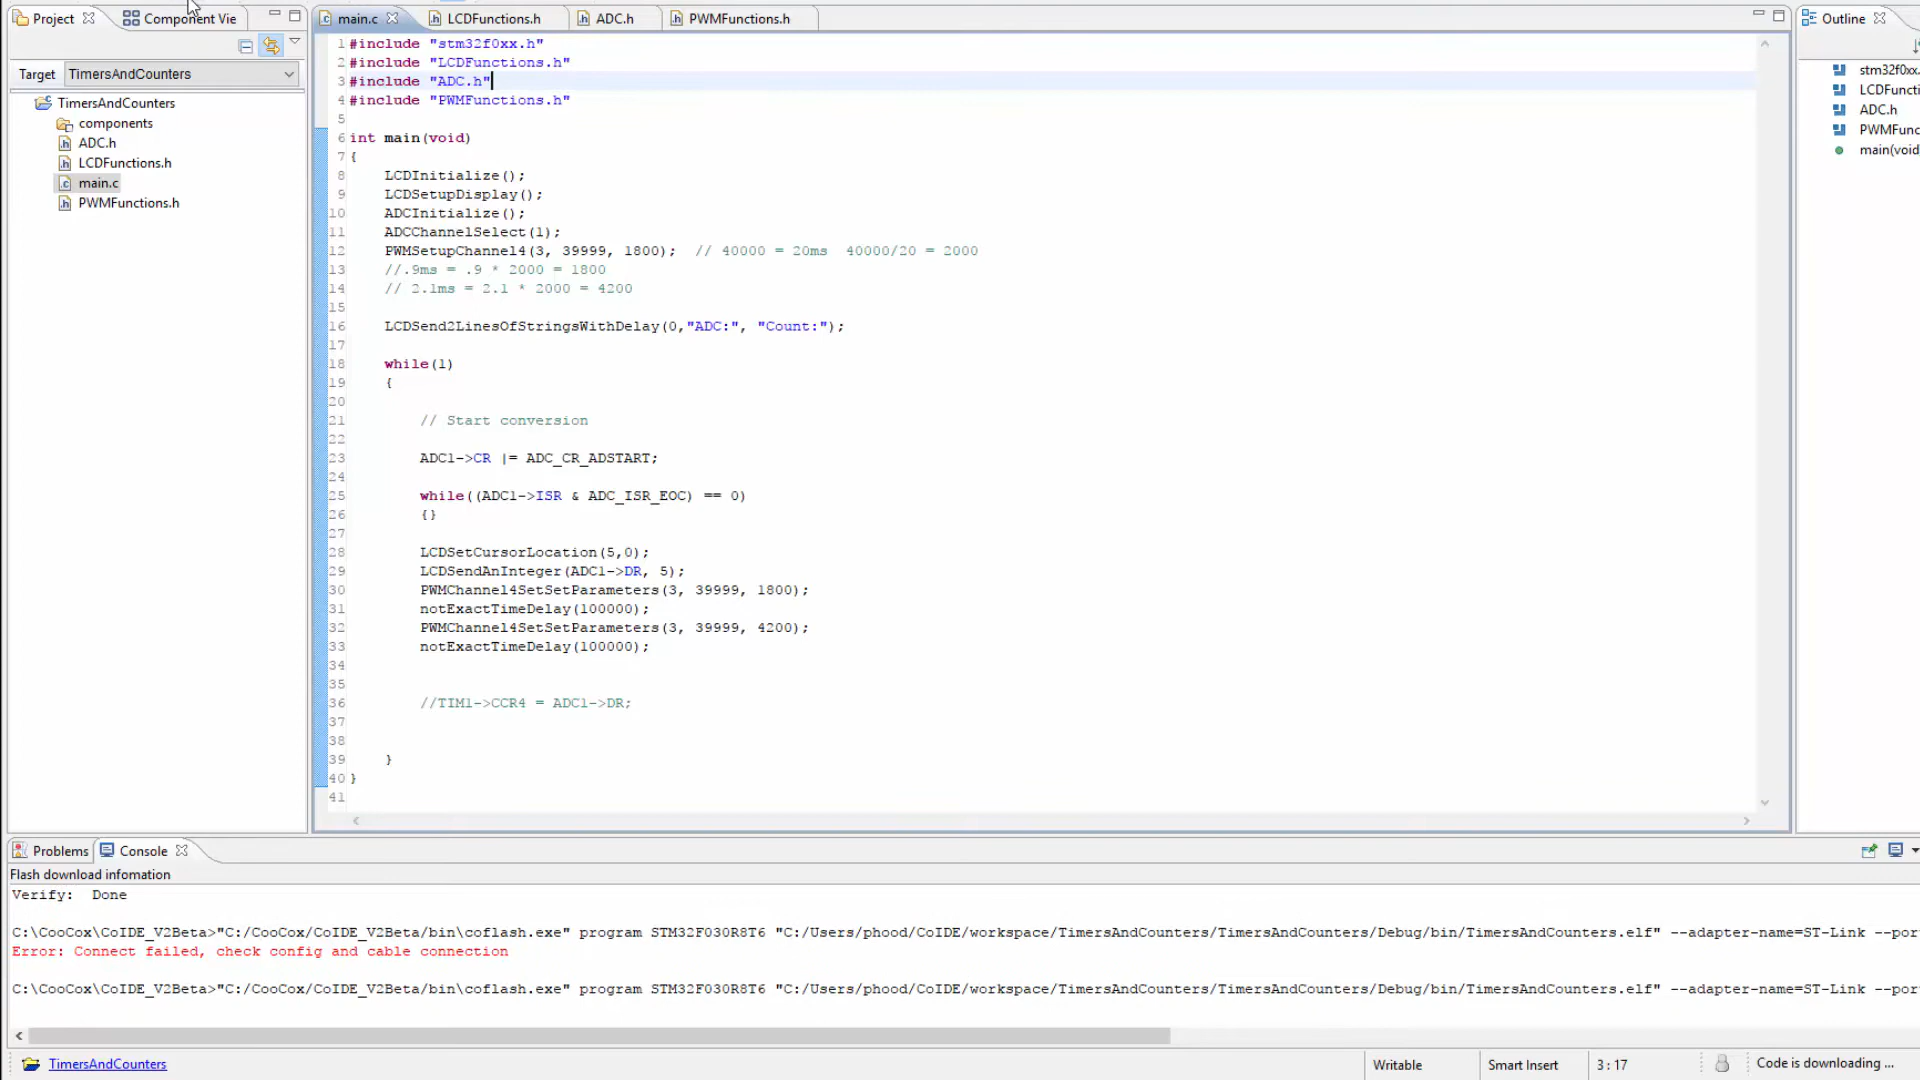 Project
Component Vie
main.c
LCDFunctions.h
ADC.h
PWMFunctions.h
Outline
Target TimersAndCounters
TimersAndCounters
components
ADC.h
LCDFunctions.h
main.c
PWMFunctions.h
1 #include "stm32f0xx.h"
2 #include "LCDFunctions.h"
3 #include "ADC.h"
4 #include "PWMFunctions.h"
5
6 int main(void)
7 {
8 LCDInitialize();
9 LCDSetupDisplay();
10 ADCInitialize();
11 ADCChannelSelect(1);
12 PWMSetupChannel4(3, 39999, 1800); // 40000 = 20ms 40000/20 = 2000
13 //.9ms = .9 * 2000 = 1800
14 // 2.1ms = 2.1 * 2000 = 4200
15
16 LCDSend2LinesOfStringsWithDelay(0,"ADC:", "Count:");
17
18 while(1)
19 {
20
21 // Start conversion
22
23 ADC1->CR |= ADC_CR_ADSTART;
24
25 while((ADC1->ISR & ADC_ISR_EOC) == 0)
26 {}
27
28 LCDSetCursorLocation(5,0);
29 LCDSendAnInteger(ADC1->DR, 5);
30 PWMChannel4SetSetParameters(3, 39999, 1800);
31 notExactTimeDelay(100000);
32 PWMChannel4SetSetParameters(3, 39999, 4200);
33 notExactTimeDelay(100000);
34
35
36 //TIM1->CCR4 = ADC1->DR;
37
38
39 }
40 }
41
stm32f0xx.
LCDFuncti
ADC.h
PWMFunc
main(void)
Problems
Console
Flash download infomation
Verify: Done
C:\CooCox\CoIDE_V2Beta>"C:/CooCox/CoIDE_V2Beta/bin\coflash.exe" program STM32F030R8T6 "C:/Users/phood/CoIDE/workspace/TimersAndCounters/TimersAndCounters/Debug/bin/TimersAndCounters.elf" --adapter-name=ST-Link --por
Error: Connect failed, check config and cable connection
C:\CooCox\CoIDE_V2Beta>"C:/CooCox/CoIDE_V2Beta/bin\coflash.exe" program STM32F030R8T6 "C:/Users/phood/CoIDE/workspace/TimersAndCounters/TimersAndCounters/Debug/bin/TimersAndCounters.elf" --adapter-name=ST-Link --por
TimersAndCounters
Writable
Smart Insert
3 : 17
Code is downloading ...